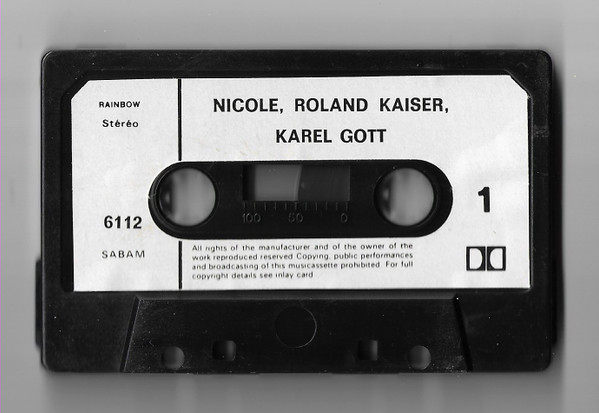 RAINBOW
Stéréo
NICOLE, ROLAND KAISER,
KAREL GOTT
100 50 0
1
6112
SABAM
All rights of the manufacturer and of the owner of the
work reproduced reserved Copying, public performances
and broadcasting of this musicassette prohibited For full
copyright details see inlay card